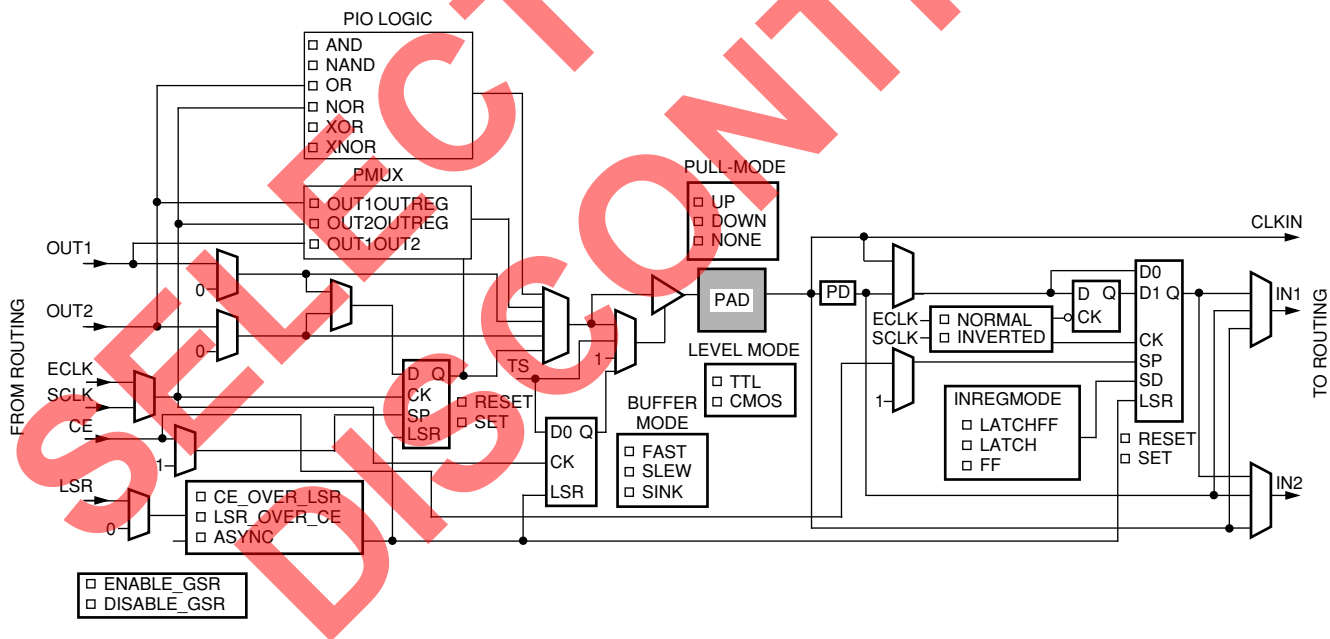 PIO LOGIC
AND
NAND
OR
NOR
XOR
XNOR
PMUX
OUT1OUTREG
OUT2OUTREG
OUT1OUT2
PULL-MODE
UP
DOWN
NONE
CLKIN
OUT1
0
OUT2
0
FROM ROUTING
ECLK
SCLK
CE
1
LSR
0
D Q
CK
SP
LSR
RESET
SET
TS
1
D0 Q
CK
LSR
PAD
PD
LEVEL MODE
TTL
CMOS
BUFFER
MODE
FAST
SLEW
SINK
ECLK
SCLK
NORMAL
INVERTED
1
D Q
CK
D0
D1 Q
CK
SP
SD
LSR
RESET
SET
INREGMODE
LATCHFF
LATCH
FF
IN1
IN2
TO ROUTING
CE_OVER_LSR
LSR_OVER_CE
ASYNC
ENABLE_GSR
DISABLE_GSR
SELECT
DISCONT